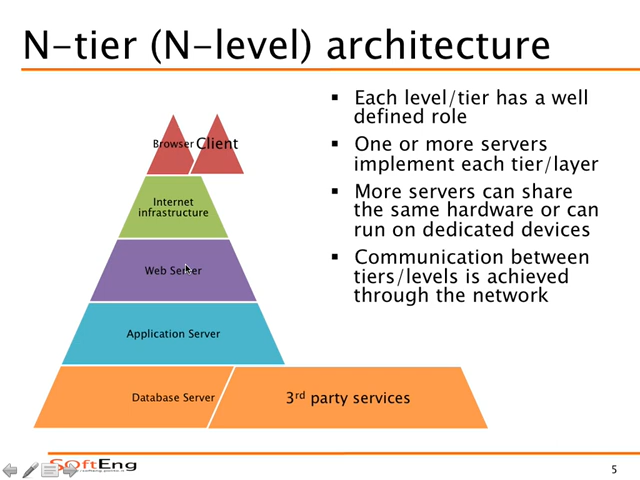 N-tier (N-level) architecture
Browser
Client
Internet
infrastructure
Web Server
Application Server
Database Server
3rd party services
▪ Each level/tier has a well
defined role
▪ One or more servers
implement each tier/layer
▪ More servers can share
the same hardware or can
run on dedicated devices
▪ Communication between
tiers/levels is achieved
through the network
SOftEng
5